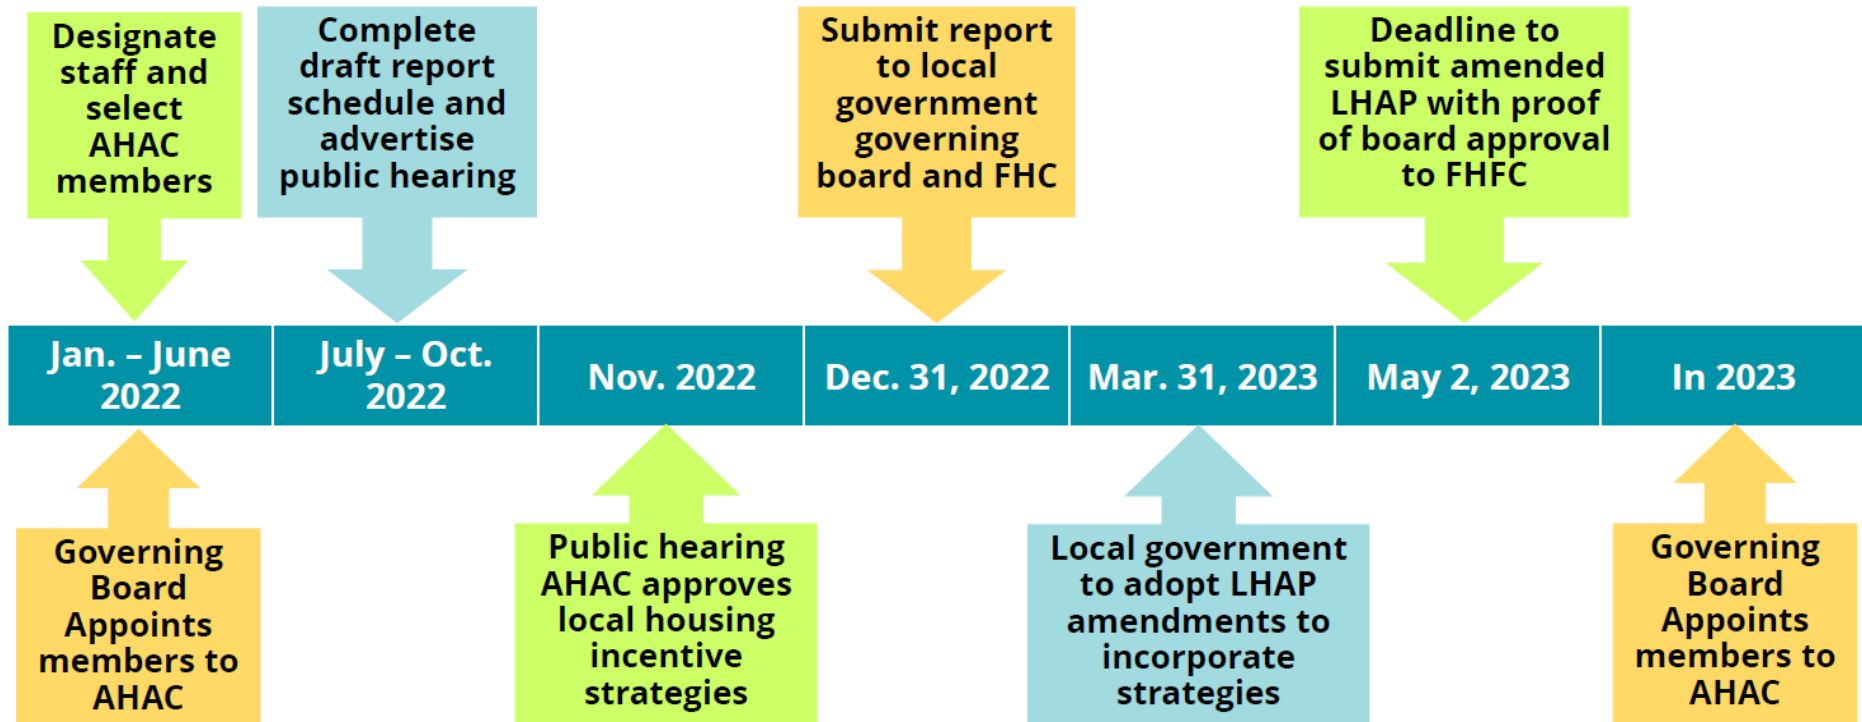 Designate
staff and
select
AHAC
members
Complete
draft report
schedule and
advertise
public hearing
Submit report
to local
government
governing
board and FHC
Deadline to
submit amended
LHAP with proof
of board approval
to FHFC
Jan. – June
2022
July – Oct.
2022
Nov. 2022
Dec. 31, 2022
Mar. 31, 2023
May 2, 2023
In 2023
Governing
Board
Appoints
members to
AHAC
Public hearing
AHAC approves
local housing
incentive
strategies
Local government
to adopt LHAP
amendments to
incorporate
strategies
Governing
Board
Appoints
members to
AHAC